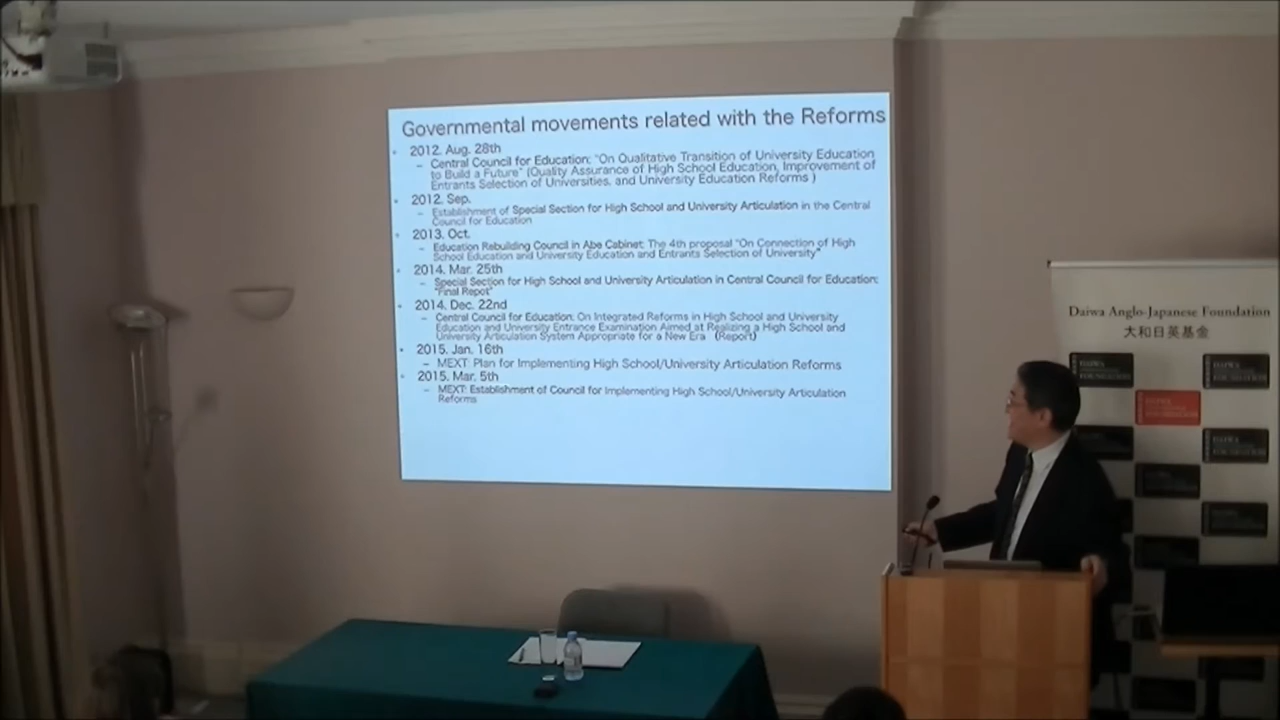 Governmental movements related with the Reforms
• 2012. Aug. 28th
– Central Council for Education: "On Qualitative Transition of University Education
to Build a Future" (Quality Assurance of High School Education, Improvement of
Entrants Selection of Universities, and University Education Reforms )
• 2012. Sep.
– Establishment of Special Section for High School and University Articulation in the Central
Council for Education
• 2013. Oct.
– Education Rebuilding Council in Abe Cabinet: The 4th proposal "On Connection of High
School Education and University Education and Entrants Selection of University"
• 2014. Mar. 25th
– Special Section for High School and University Articulation in Central Council for Education:
"Final Repot"
• 2014. Dec. 22nd
– Central Council for Education: On Integrated Reforms in High School and University
Education and University Entrance Examination Aimed at Realizing a High School and
University Articulation System Appropriate for a New Era (Report)
• 2015. Jan. 16th
– MEXT: Plan for Implementing High School/University Articulation Reforms
• 2015. Mar. 5th
– MEXT: Establishment of Council for Implementing High School/University Articulation
Reforms
Daiwa Anglo-Japanese Foundation
大和日英基金